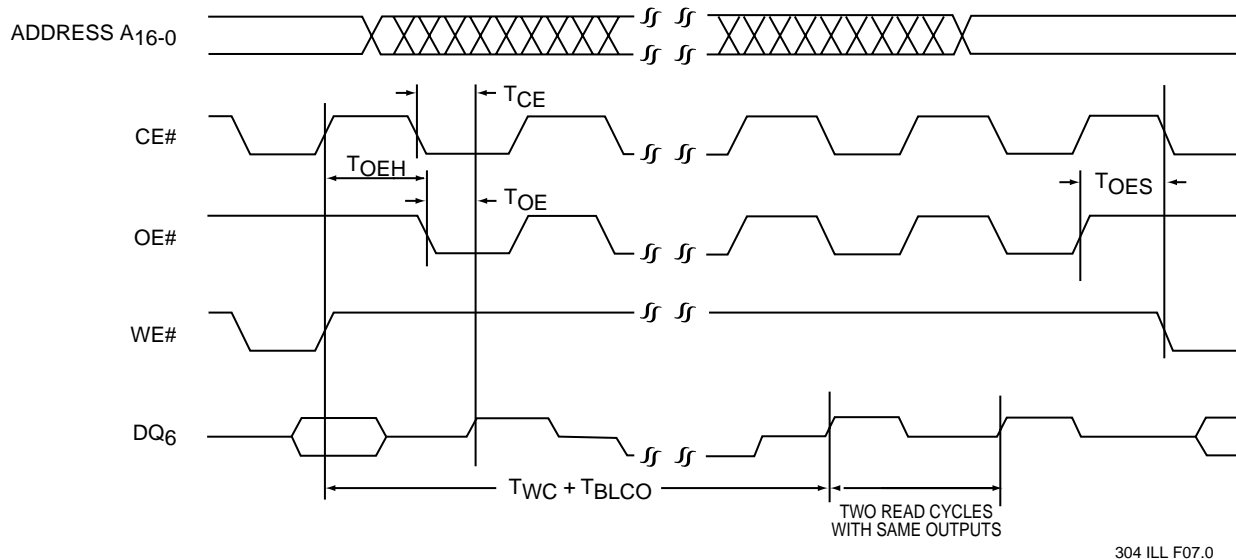 ADDRESS A16-0
TCE
CE#
TOEH
TOE
TOES
OE#
WE#
DQ6
TWC + TBLCO
TWO READ CYCLES
WITH SAME OUTPUTS
304 ILL F07.0